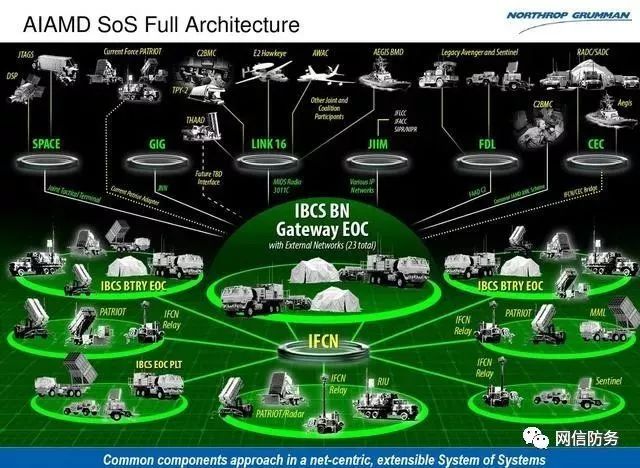 AIAMD SoS Full Architecture
NORTHROP GRUMMAN
JTAGS
DSP
Current Force PATRIOT
C2BMC
TPY-2
THAAD
E2 Hawkeye
AWAC
Other Joint and Coalition
Participants
AEGIS BMD
JFLCC
JFACC
SIPR/NIPR
Legacy Avenger and Sentinel
RADC/SADC
C2BMC
Aegis
SPACE
GIG
LINK 16
JIIM
FDL
CEC
Joint Tactical Terminal
Current Patriot Adapter
JNN
Future TBD
Interface
MIDS Radio
3011C
Various IP
Networks
FAAD C2
Common IAMD XML Schema
IFCN/CEC Bridge
IBCS BN
Gateway EOC
with External Networks (23 total)
IBCS BTRY EOC
IBCS BTRY EOC
PATRIOT
IFCN
Relay
IFCN
IFCN
Relay
PATRIOT
MML
IBCS EOC PLT
PATRIOT/Radar
IFCN
Relay
RIU
IFCN
Relay
Sentinel
网信防务
Common components approach in a net-centric, extensible System of Systems